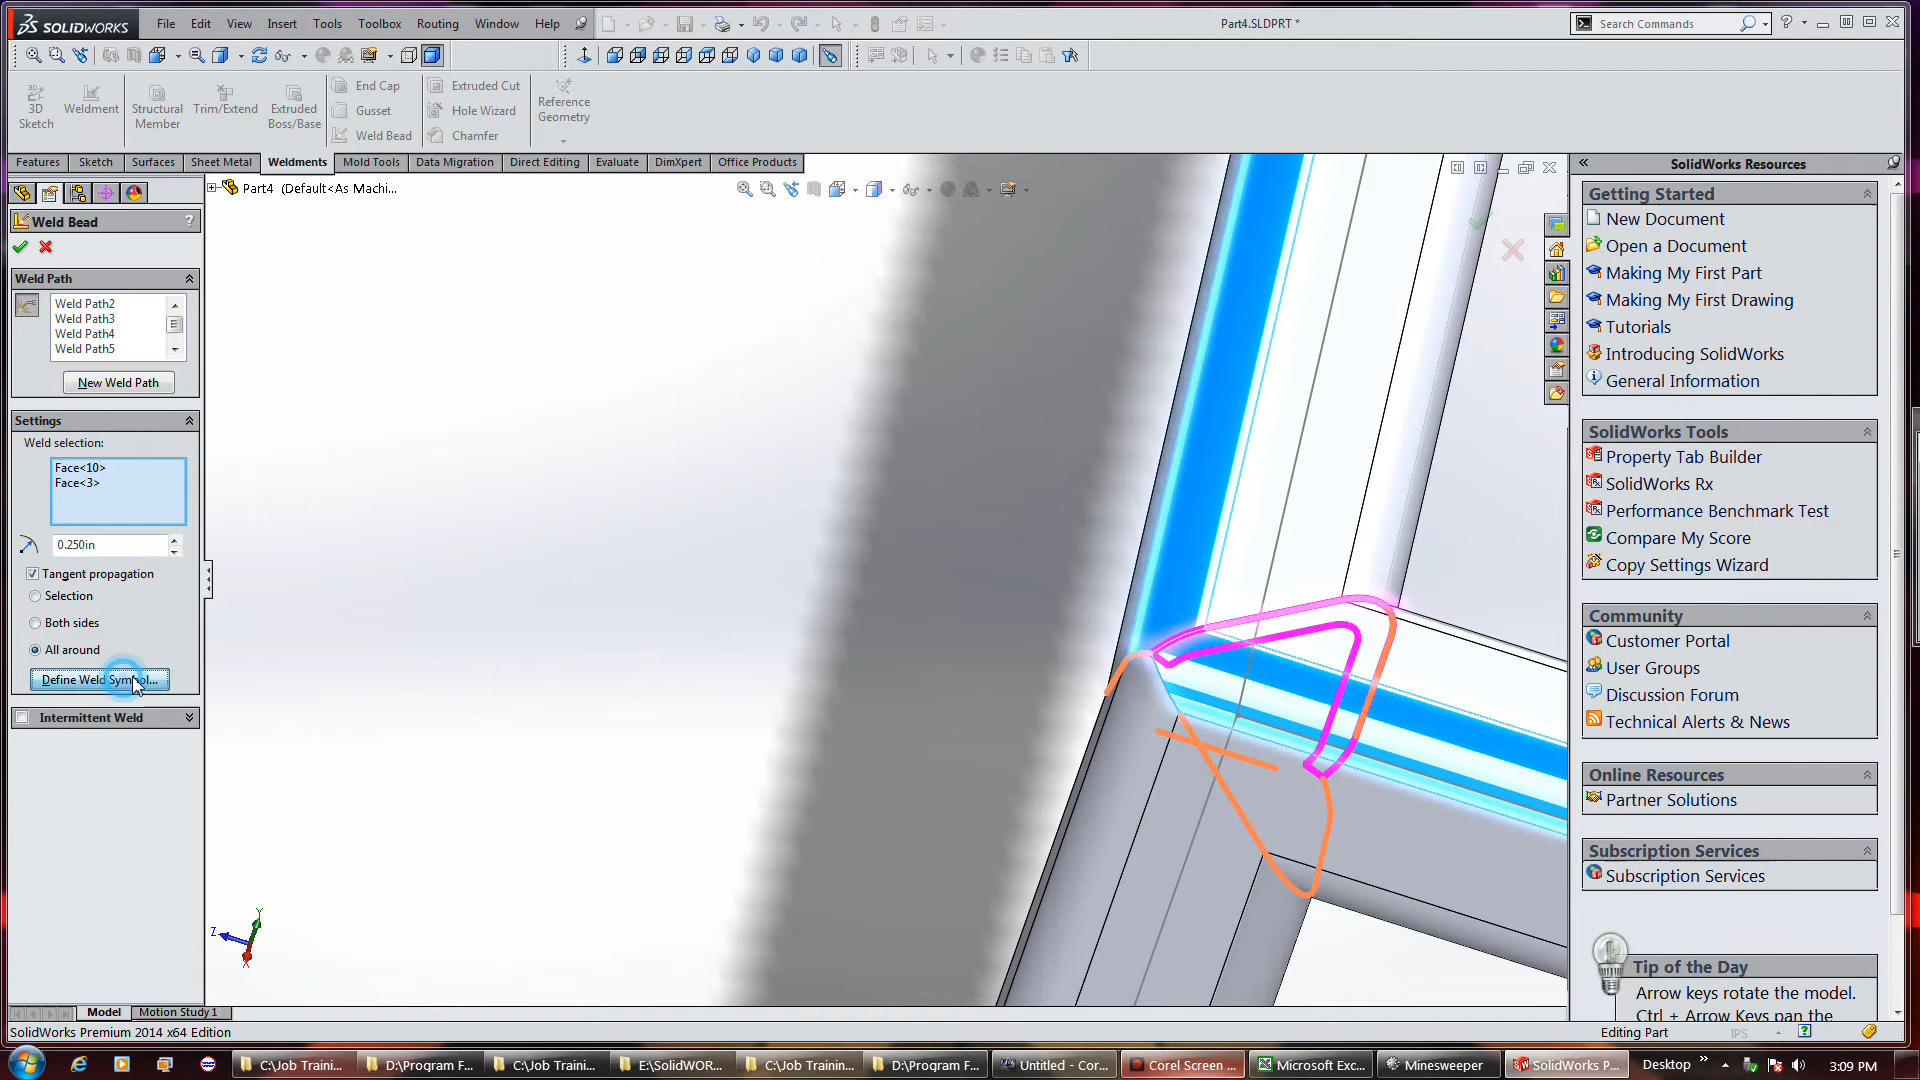 SOLIDWORKS File Edit View Insert Tools Toolbox Routing Window Help Part4.SLDPRT * Search Commands
3D Sketch
Weldment
Structural Member
Trim/Extend
Extruded Boss/Base
End Cap
Gusset
Weld Bead
Extruded Cut
Hole Wizard
Chamfer
Reference Geometry
Features Sketch Surfaces Sheet Metal Weldments Mold Tools Data Migration Direct Editing Evaluate DimXpert Office Products
Part4 (Default<As Machi...
Weld Bead ?
Weld Path
Weld Path2
Weld Path3
Weld Path4
Weld Path5
New Weld Path
Settings
Weld selection:
Face<10>
Face<3>
0.250in
Tangent propagation
Selection
Both sides
All around
Define Weld Symbol...
Intermittent Weld
Z Y X
Model Motion Study 1
SolidWorks Premium 2014 x64 Edition
Editing Part IPS
SolidWorks Resources
Getting Started
New Document
Open a Document
Making My First Part
Making My First Drawing
Tutorials
Introducing SolidWorks
General Information
SolidWorks Tools
Property Tab Builder
SolidWorks Rx
Performance Benchmark Test
Compare My Score
Copy Settings Wizard
Community
Customer Portal
User Groups
Discussion Forum
Technical Alerts & News
Online Resources
Partner Solutions
Subscription Services
Subscription Services
Tip of the Day
Arrow keys rotate the model.
Ctrl + Arrow Keys pan the
C:\Job Traini... D:\Program F... C:\Job Traini... E:\SolidWOR... C:\Job Trainin... D:\Program F... Untitled - Cor... Corel Screen ... Microsoft Exc... Minesweeper SolidWorks P... Desktop 3:09 PM